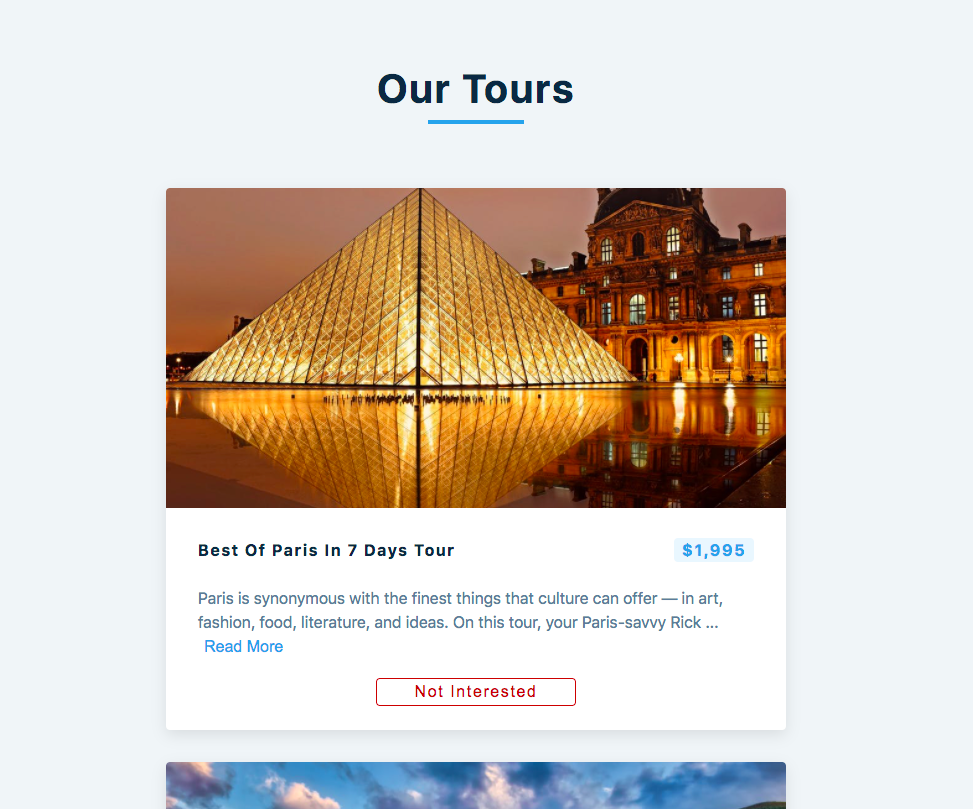 Our Tours
Best Of Paris In 7 Days Tour
$1,995
Paris is synonymous with the finest things that culture can offer — in art,
fashion, food, literature, and ideas. On this tour, your Paris-savvy Rick ...
Read More
Not Interested